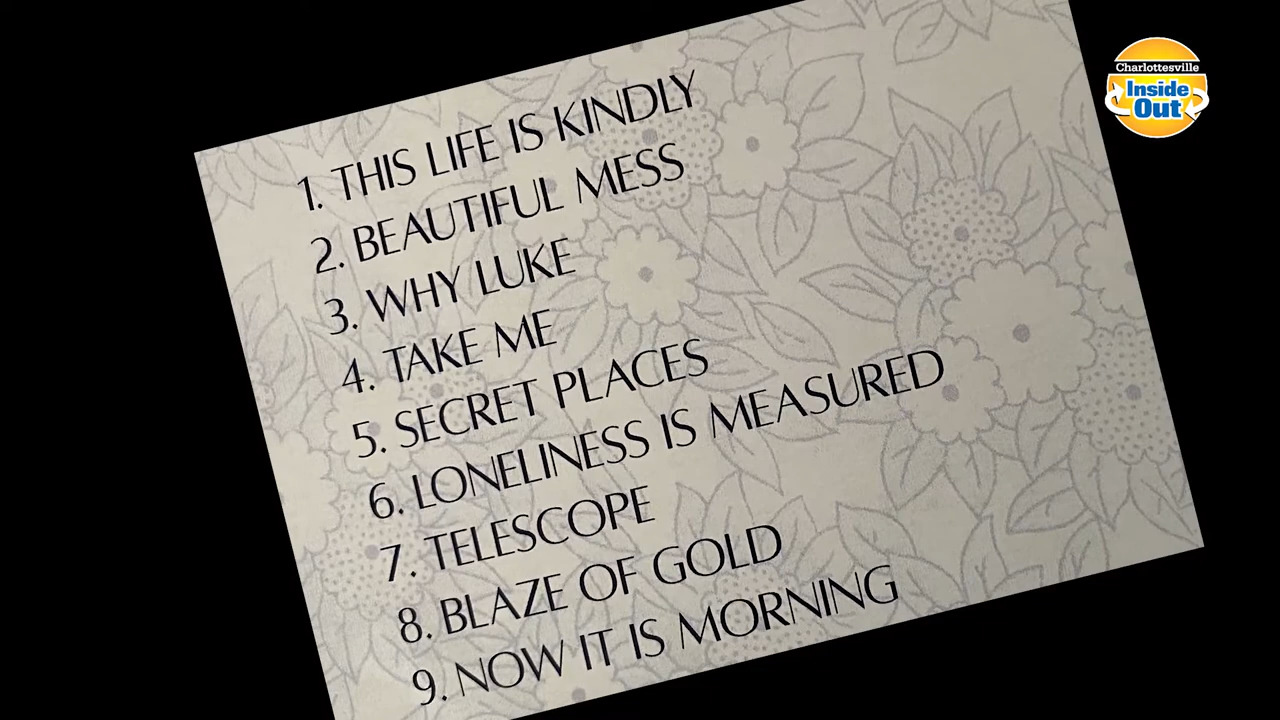 Charlottesville
Inside
Out
1. THIS LIFE IS KINDLY
2. BEAUTIFUL MESS
3. WHY LUKE
4. TAKE ME
5. SECRET PLACES
6. LONELINESS IS MEASURED
7. TELESCOPE
8. BLAZE OF GOLD
9. NOW IT IS MORNING